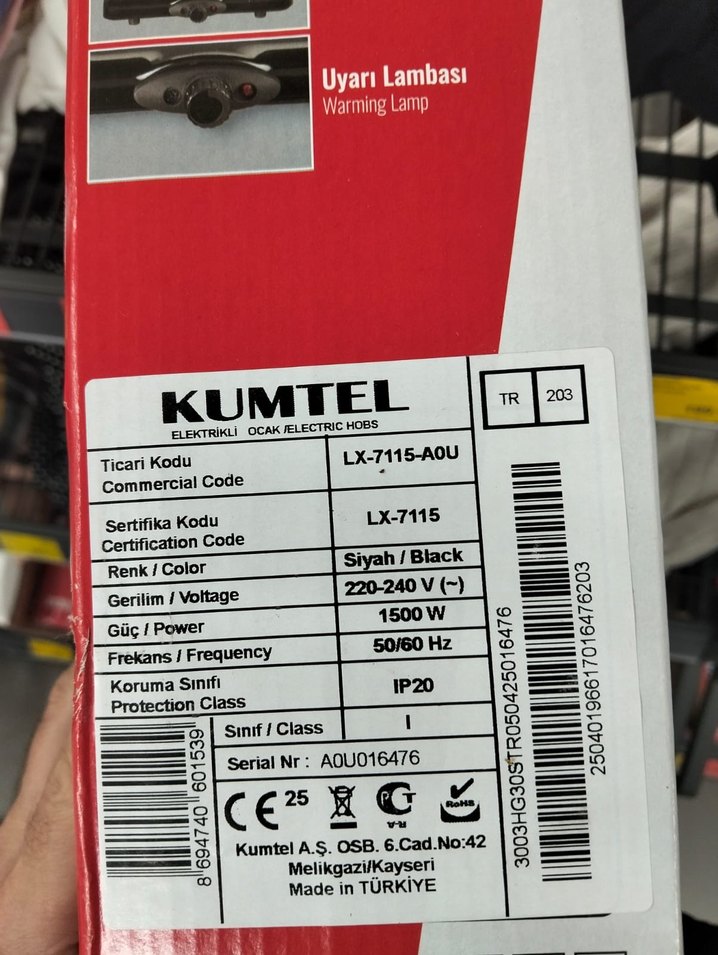 Uyarı Lambası
Warming Lamp
KUMTEL
ELEKTRİKLİ OCAK /ELECTRIC HOBS
TR 203
Ticari Kodu
Commercial Code
LX-7115-A0U
Sertifika Kodu
Certification Code
LX-7115
Renk / Color
Siyah / Black
Gerilim / Voltage
220-240 V (~)
Güç / Power
1500 W
Frekans / Frequency
50/60 Hz
Koruma Sınıfı
Protection Class
IP20
Sınıf / Class
I
Serial Nr : A0U016476
CE 25
RoHS
Kumtel A.Ş. OSB. 6.Cad.No:42
Melikgazi/Kayseri
Made in TÜRKİYE
8 694740 601539
3003HG30STR050425016476
25040196617016476203